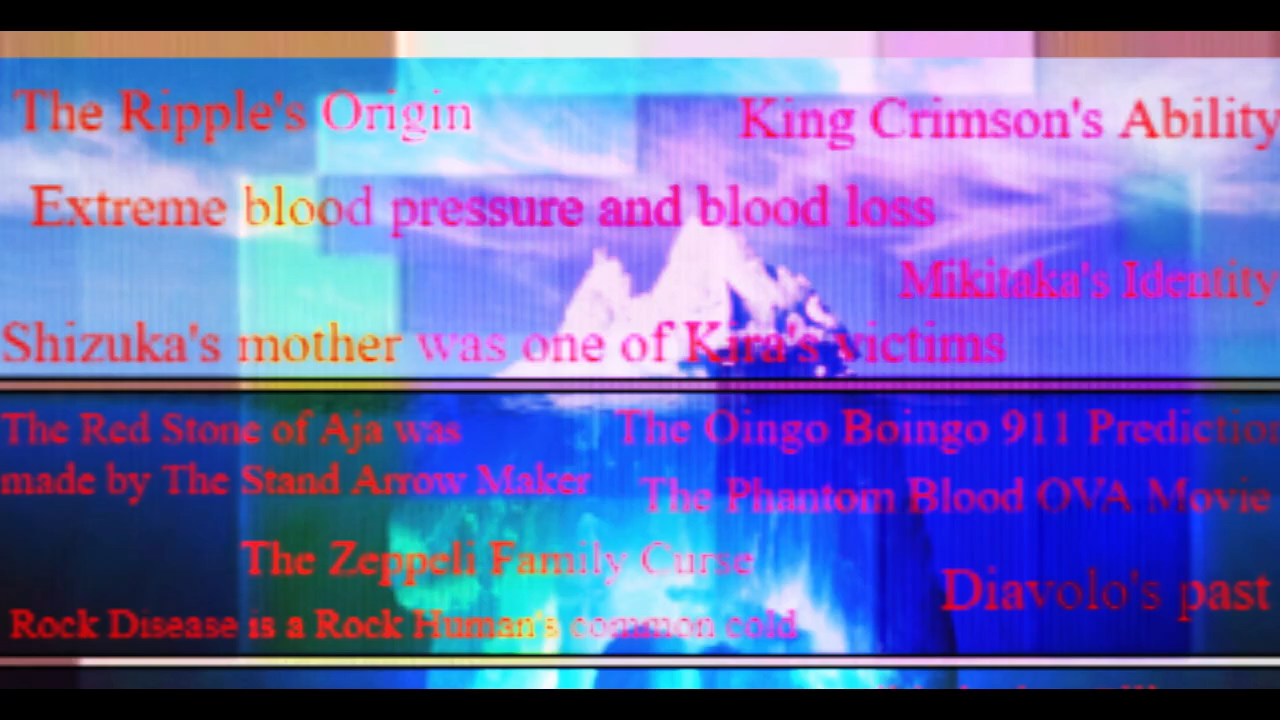 The Ripple's Origin
King Crimson's Ability
Extreme blood pressure and blood loss
Mikitaka's Identity
Shizuka's mother was one of Kira's victims
The Red Stone of Aja was
made by The Stand Arrow Maker
The Oingo Boingo 911 Prediction
The Phantom Blood OVA Movie
The Zeppeli Family Curse
Diavolo's past
Rock Disease is a Rock Human's common cold